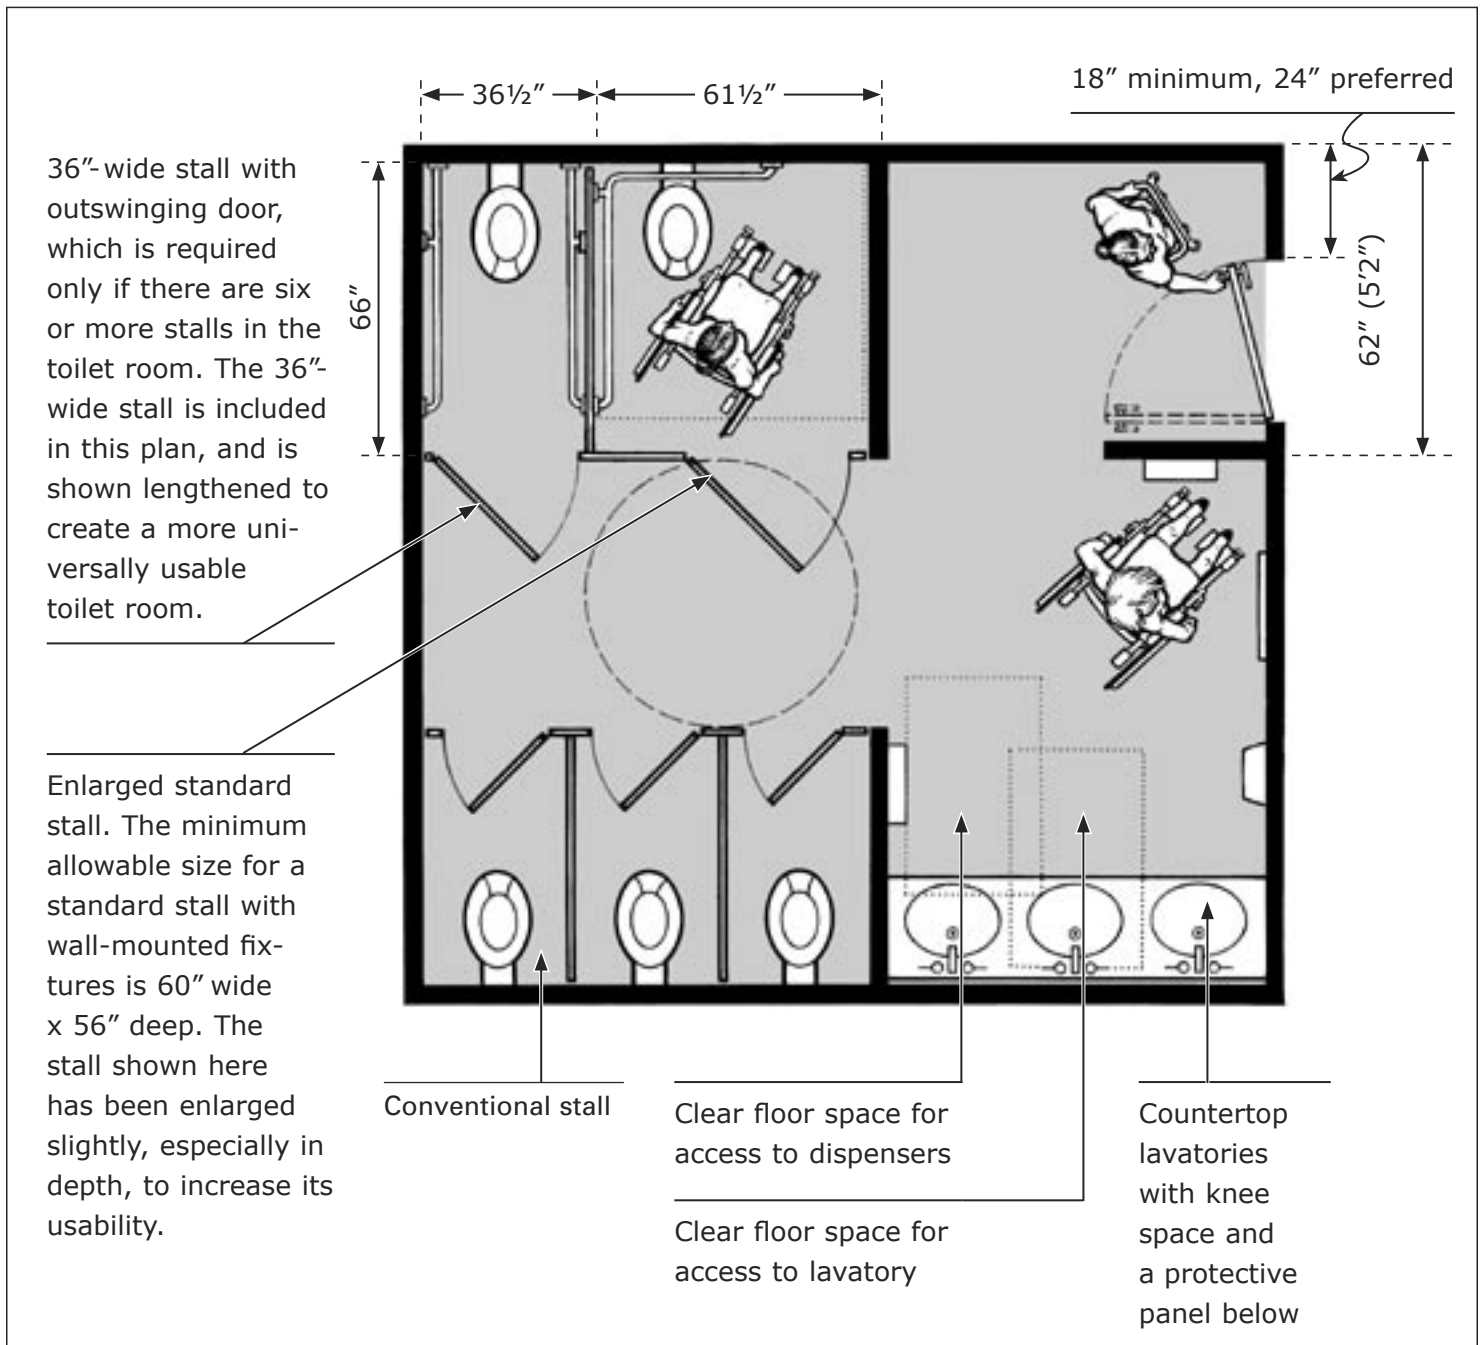 36½”
61½”
18” minimum, 24” preferred
36”-wide stall with
outswinging door,
which is required
only if there are six
or more stalls in the
toilet room. The 36”-
wide stall is included
in this plan, and is
shown lengthened to
create a more uni-
versally usable
toilet room.
66”
62” (5’2”)
Enlarged standard
stall. The minimum
allowable size for a
standard stall with
wall-mounted fix-
tures is 60” wide
x 56” deep. The
stall shown here
has been enlarged
slightly, especially in
depth, to increase its
usability.
Conventional stall
Clear floor space for
access to dispensers
Clear floor space for
access to lavatory
Countertop
lavatories
with knee
space and
a protective
panel below